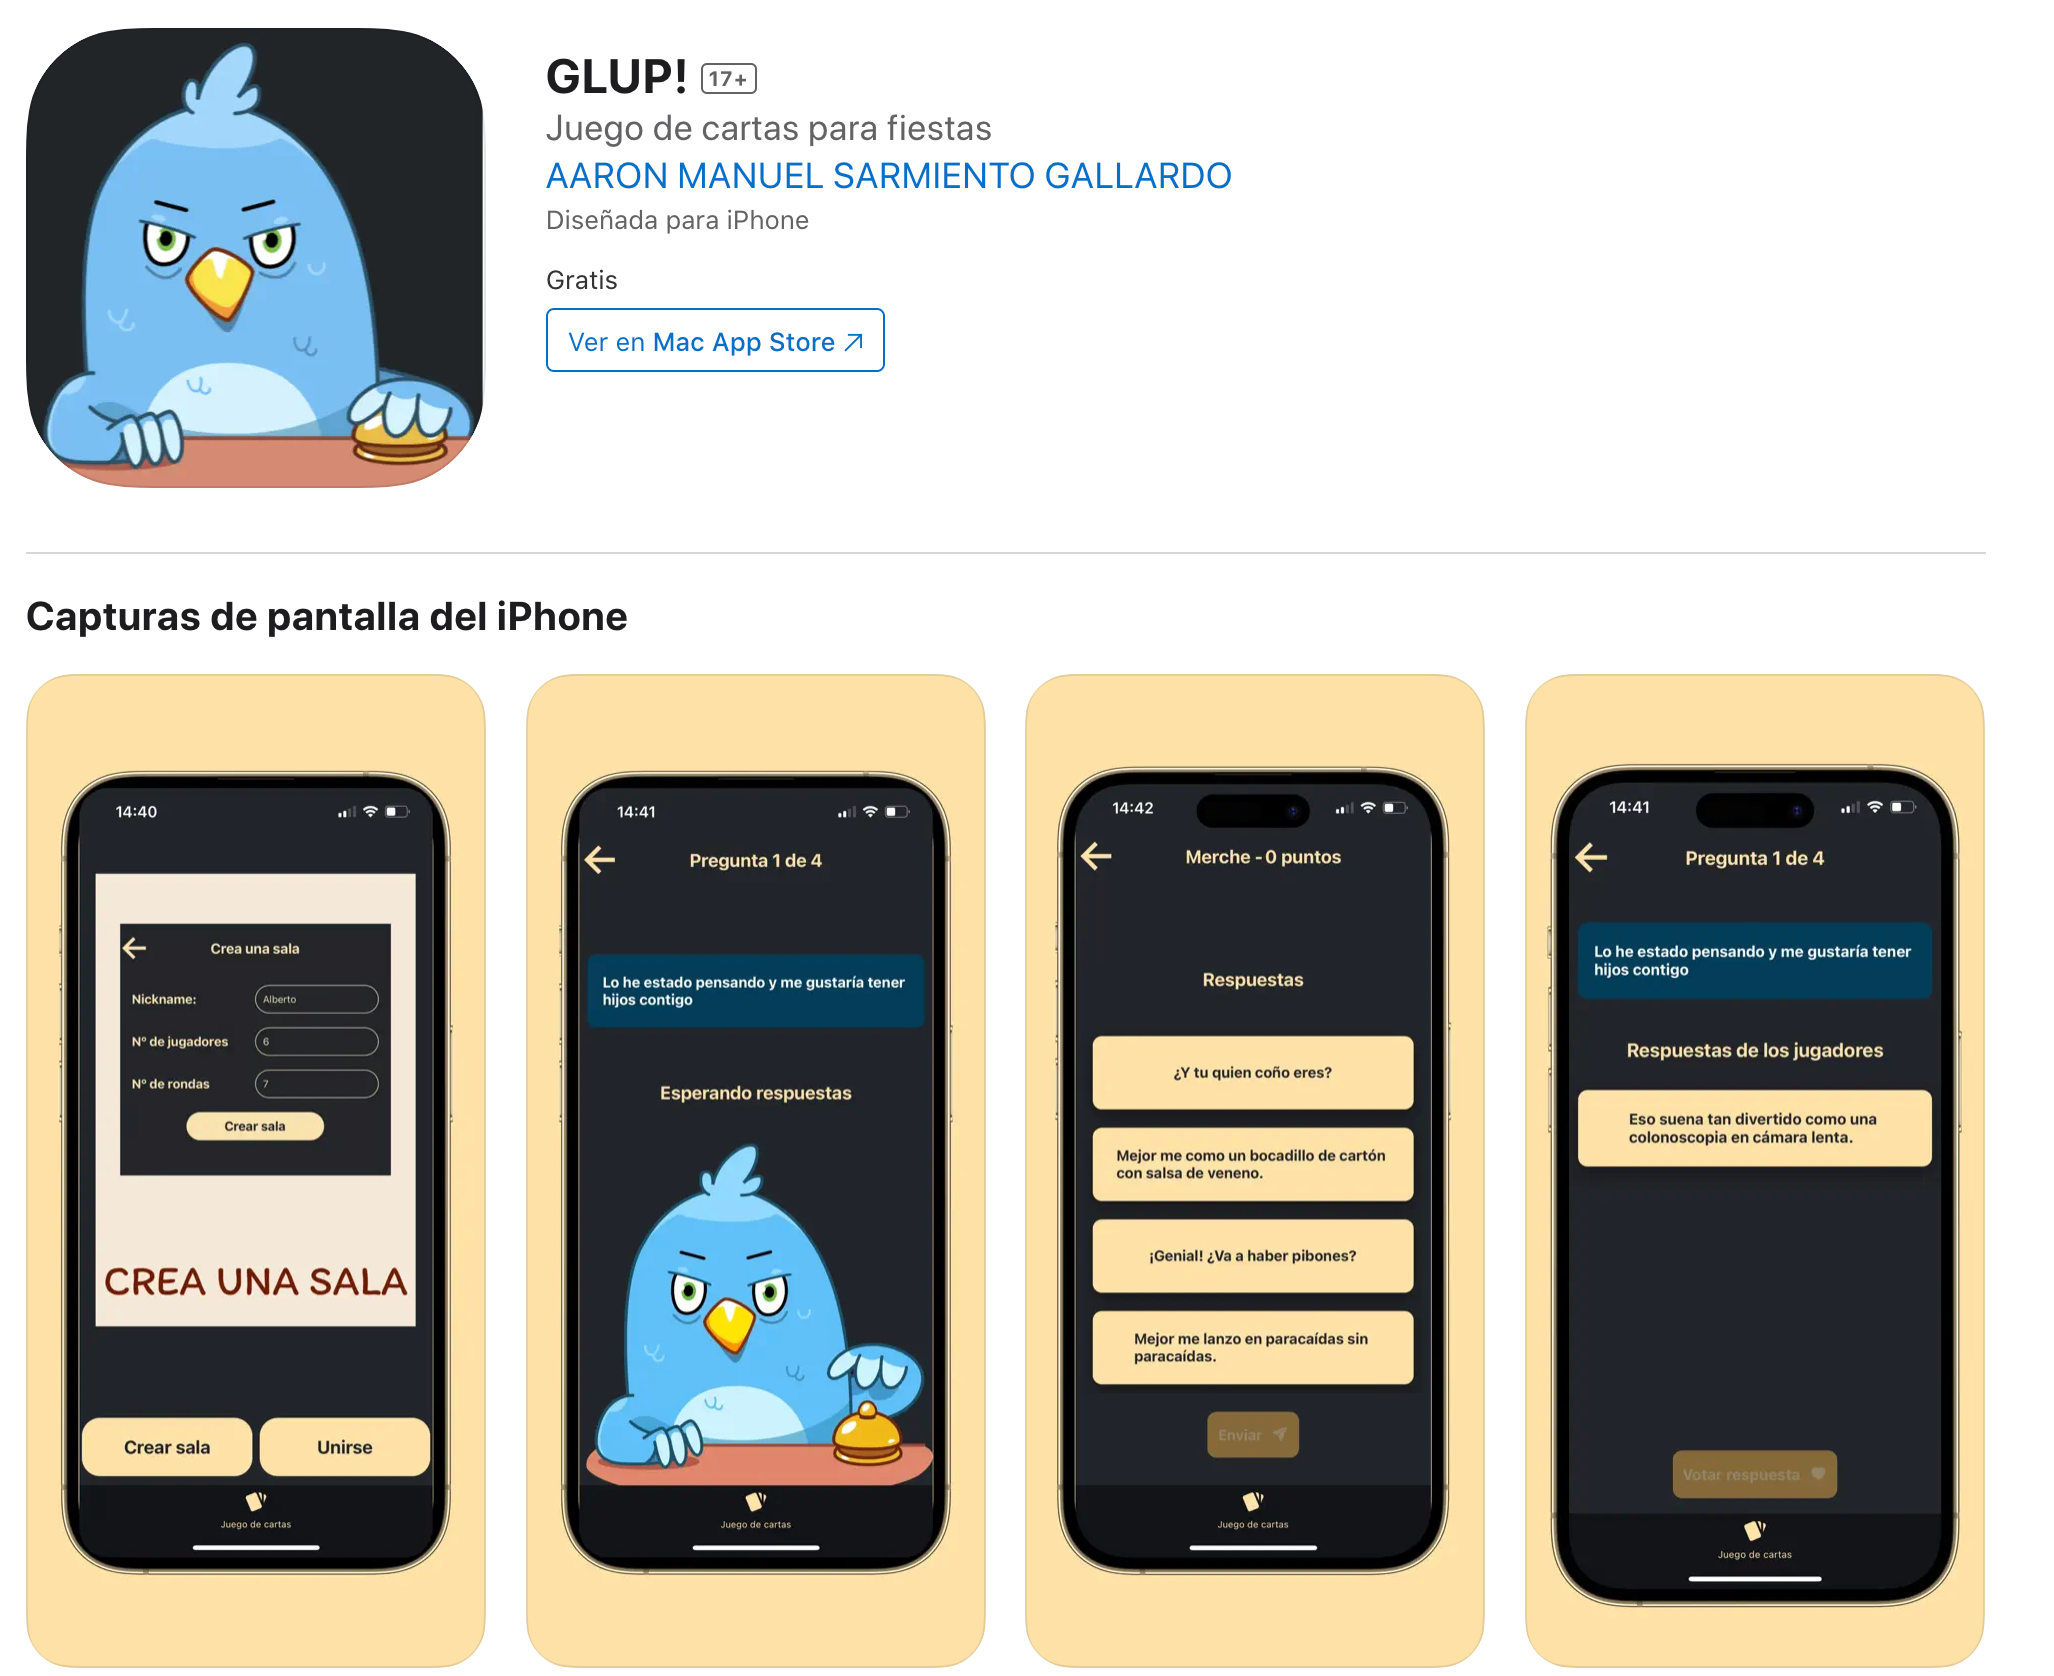 GLUP! 17+
Juego de cartas para fiestas
AARON MANUEL SARMIENTO GALLARDO
Diseñada para iPhone
Gratis
Ver en Mac App Store
Capturas de pantalla del iPhone
14:40
Crea una sala
Nickname:
Alberto
Nº de jugadores
6
Nº de rondas
7
Crear sala
CREA UNA SALA
Crear sala
Unirse
Juego de cartas
14:41
Pregunta 1 de 4
Lo he estado pensando y me gustaría tener
hijos contigo
Esperando respuestas
Juego de cartas
14:42
Merche - 0 puntos
Respuestas
¿Y tu quien coño eres?
Mejor me como un bocadillo de cartón
con salsa de veneno.
¡Genial! ¿Va a haber pibones?
Mejor me lanzo en paracaídas sin
paracaídas.
Enviar
Juego de cartas
14:41
Pregunta 1 de 4
Lo he estado pensando y me gustaría tener
hijos contigo
Respuestas de los jugadores
Eso suena tan divertido como una
colonoscopia en cámara lenta.
Votar respuesta
Juego de cartas